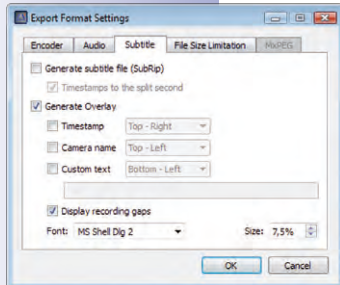 Export Format Settings
Encoder Audio Subtitle File Size Limitation MxPEG
Generate subtitle file (SubRip)
Timestamps to the split second
Generate Overlay
Timestamp Top - Right
Camera name Top - Left
Custom text Bottom - Left
Display recording gaps
Font: MS Shell Dlg 2 Size: 7,5%
OK Cancel